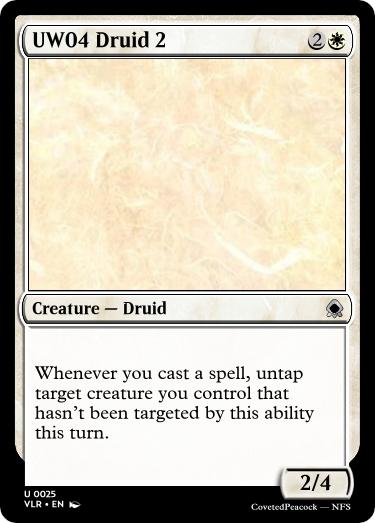 UW04 Druid 2
2
Creature — Druid
Whenever you cast a spell, untap
target creature you control that
hasn't been targeted by this ability
this turn.
2/4
U 0025
VLR • EN
CovetedPeacock — NFS